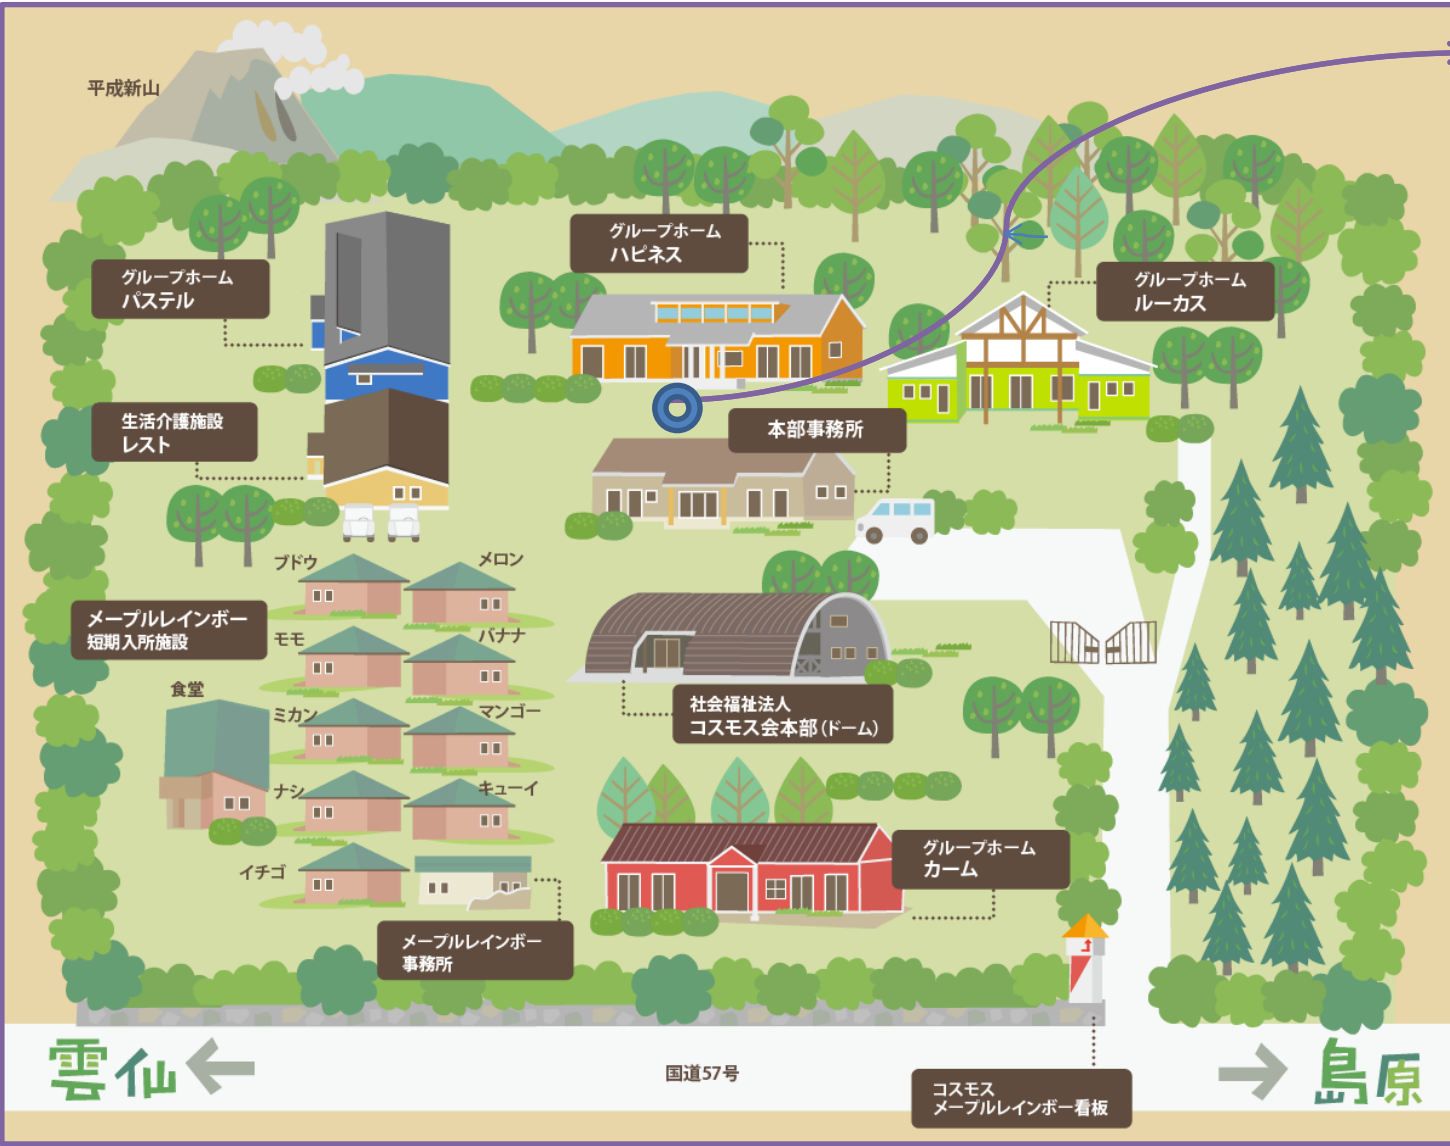 平成新山
グループホーム
ハピネス
グループホーム
パステル
グループホーム
ルーカス
生活介護施設
レスト
本部事務所
ブドウ
メロン
メープルレインボー
短期入所施設
モモ
バナナ
食堂
ミカン
マンゴー
社会福祉法人
コスモス会本部（ドーム）
ナシ
キューイ
グループホーム
カーム
イチゴ
メープルレインボー
事務所
雲仙
国道57号
島原
コスモス
メープルレインボー看板